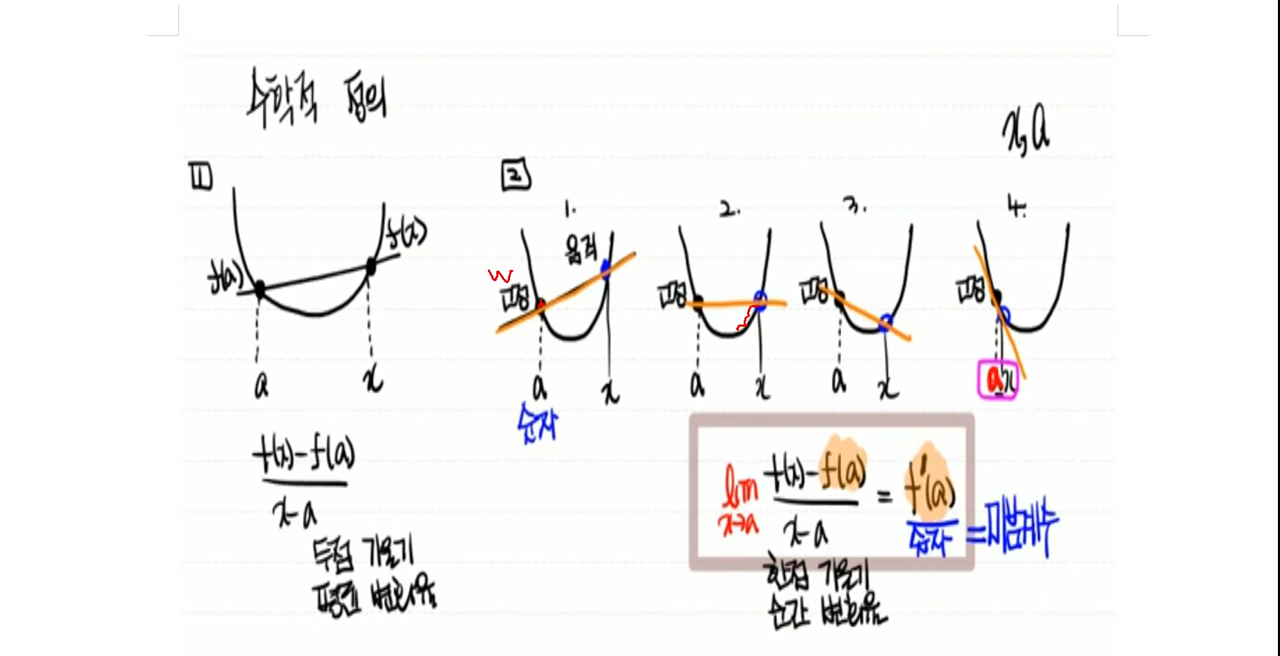 수학적 정의
x, a
1
2
f(a)
f(x)
a
x
1.
2.
3.
4.
고정
움직
고정
고정
고정
a
x
a
x
a
x
a x
숫자
f(x)-f(a)
x-a
두점 기울기
평균 변화율
lim x→a f(x)-f(a) / x-a = f'(a)
숫자 = 미분계수
한점 기울기
순간 변화율